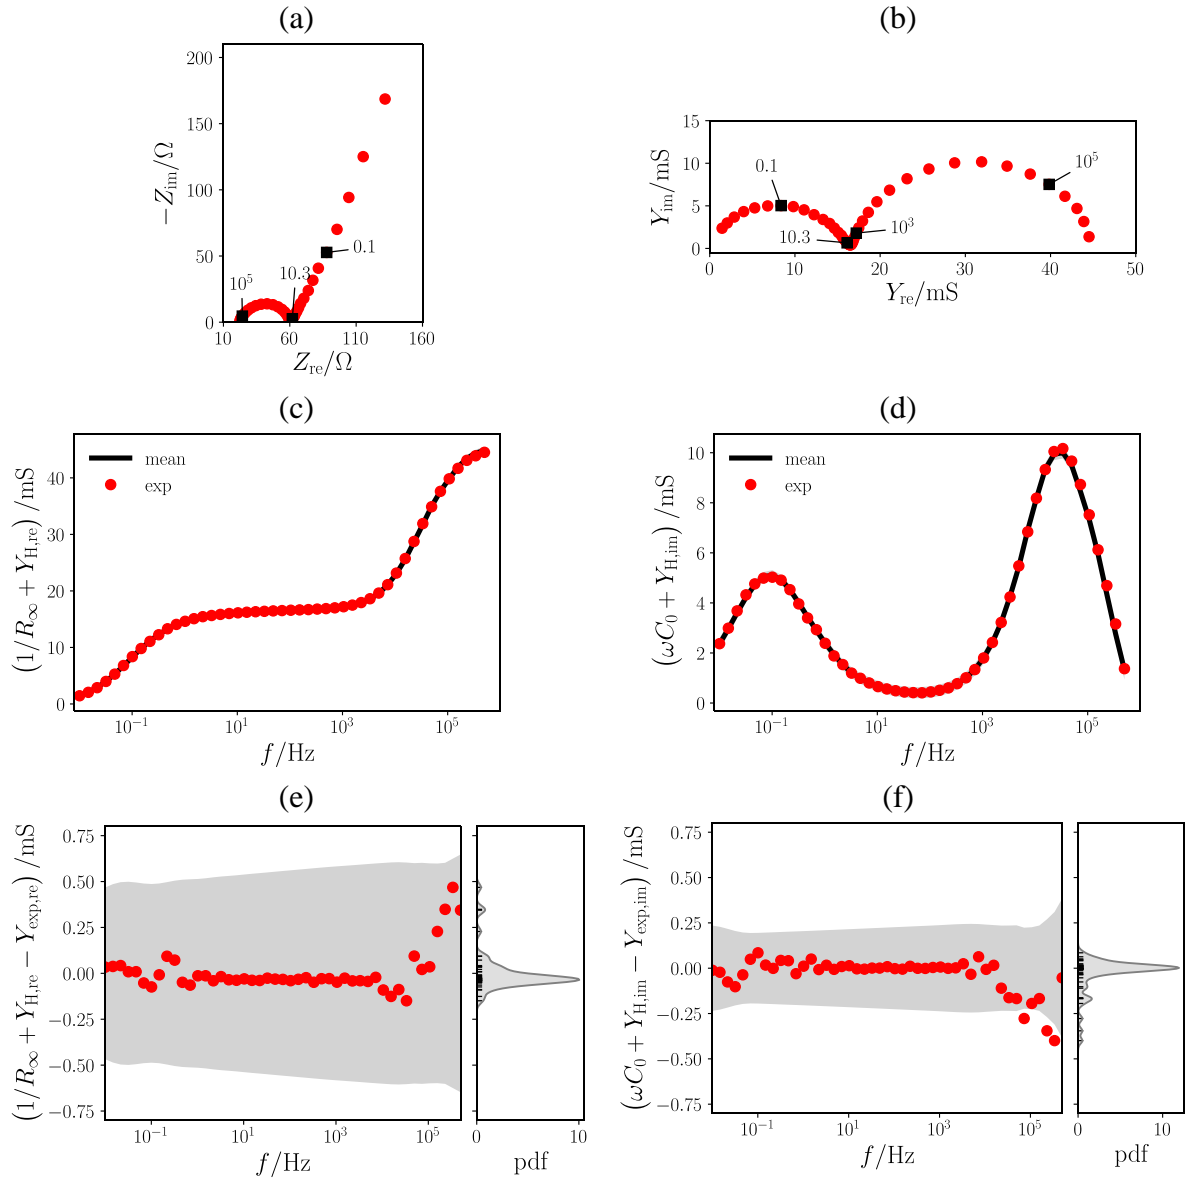 (a)
200
150
100
50
0
−Z_im/Ω
10^5
10.3
0.1
10 60 110 160
Z_re/Ω
(b)
15
10
5
0
Y_im/mS
0.1
10.3
10^3
10^5
0 10 20 30 40 50
Y_re/mS
(c)
mean
exp
40
30
20
10
0
(1/R_∞ + Y_H,re) /mS
10^−1 10^1 10^3 10^5
f/Hz
(d)
mean
exp
10
8
6
4
2
0
(ωC_0 + Y_H,im) /mS
10^−1 10^1 10^3 10^5
f/Hz
(e)
0.75
0.50
0.25
0.00
−0.25
−0.50
−0.75
(1/R_∞ + Y_H,re − Y_exp,re) /mS
10^−1 10^1 10^3 10^5
f/Hz
0 10
pdf
(f)
0.75
0.50
0.25
0.00
−0.25
−0.50
−0.75
(ωC_0 + Y_H,im − Y_exp,im) /mS
10^−1 10^1 10^3 10^5
f/Hz
0 10
pdf